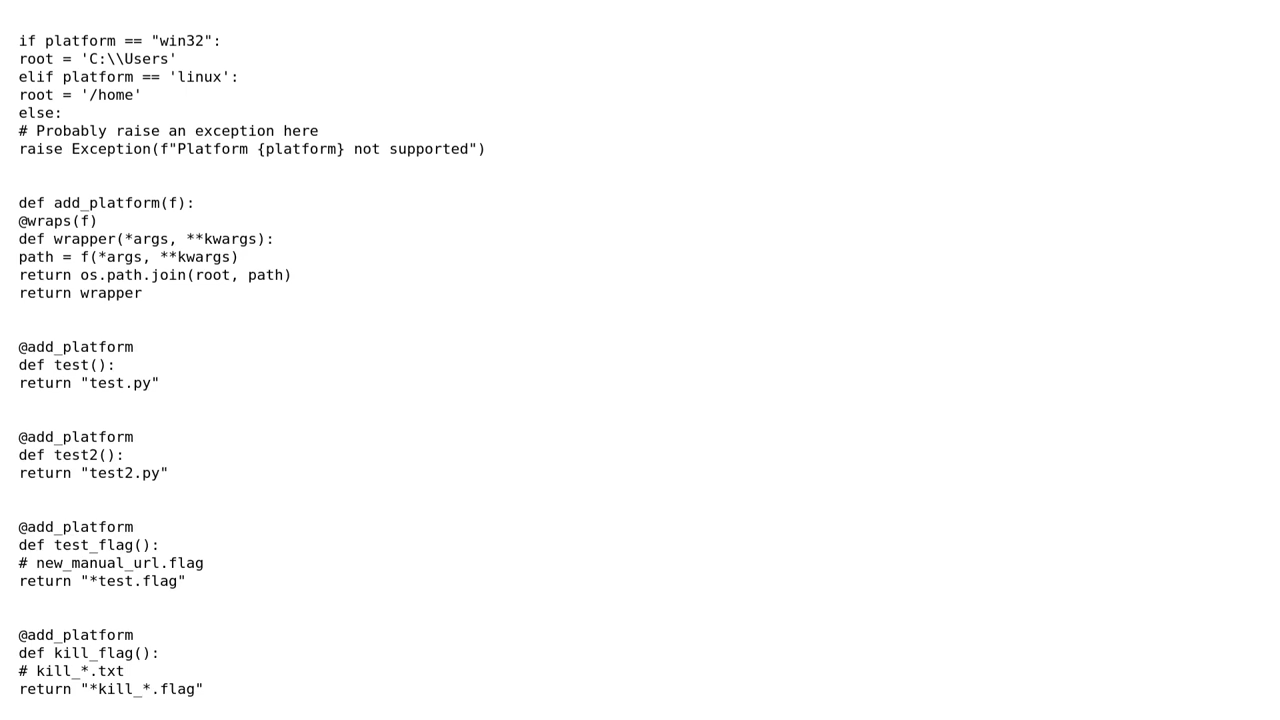 if platform == "win32":
root = 'C:\\Users'
elif platform == 'linux':
root = '/home'
else:
# Probably raise an exception here
raise Exception(f"Platform {platform} not supported")
def add_platform(f):
@wraps(f)
def wrapper(*args, **kwargs):
path = f(*args, **kwargs)
return os.path.join(root, path)
return wrapper
@add_platform
def test():
return "test.py"
@add_platform
def test2():
return "test2.py"
@add_platform
def test_flag():
# new_manual_url.flag
return "*test.flag"
@add_platform
def kill_flag():
# kill_*.txt
return "*kill_*.flag"